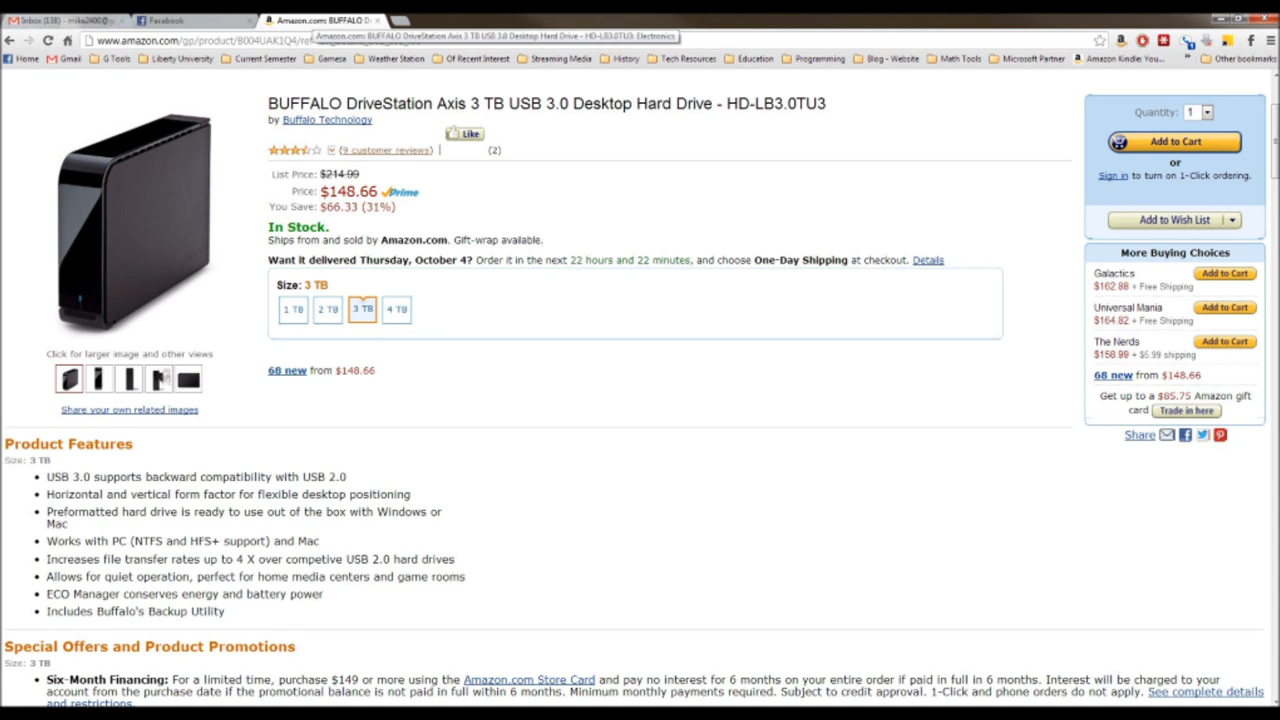 Inbox (138) - mike2400@g
Facebook
Amazon.com: BUFFALO D
www.amazon.com/gp/product/B004UAK1Q4/re
Amazon.com: BUFFALO DriveStation Axis 3 TB USB 3.0 Desktop Hard Drive - HD-LB3.0TU3: Electronics
Home
Gmail
G Tools
Liberty University
Current Semester
Gamesa
Weather Station
Of Recent Interest
Streaming Media
History
Tech Resources
Education
Programming
Blog - Website
Math Tools
Microsoft Partner
Amazon Kindle: You...
Other bookmarks
BUFFALO DriveStation Axis 3 TB USB 3.0 Desktop Hard Drive - HD-LB3.0TU3
by Buffalo Technology
Like
(9 customer reviews) | (2)
List Price: $214.99
Price: $148.66 Prime
You Save: $66.33 (31%)
In Stock.
Ships from and sold by Amazon.com. Gift-wrap available.
Want it delivered Thursday, October 4? Order it in the next 22 hours and 22 minutes, and choose One-Day Shipping at checkout. Details
Size: 3 TB
1 TB
2 TB
3 TB
4 TB
68 new from $148.66
Click for larger image and other views
Share your own related images
Quantity: 1
Add to Cart
or
Sign in to turn on 1-Click ordering.
Add to Wish List
More Buying Choices
Galactics
Add to Cart
$162.88 + Free Shipping
Universal Mania
Add to Cart
$164.82 + Free Shipping
The Nerds
Add to Cart
$158.99 + $5.99 shipping
68 new from $148.66
Get up to a $85.75 Amazon gift
card Trade in here
Share
Product Features
Size: 3 TB
• USB 3.0 supports backward compatibility with USB 2.0
• Horizontal and vertical form factor for flexible desktop positioning
• Preformatted hard drive is ready to use out of the box with Windows or
Mac
• Works with PC (NTFS and HFS+ support) and Mac
• Increases file transfer rates up to 4 X over competive USB 2.0 hard drives
• Allows for quiet operation, perfect for home media centers and game rooms
• ECO Manager conserves energy and battery power
• Includes Buffalo's Backup Utility
Special Offers and Product Promotions
Size: 3 TB
• Six-Month Financing: For a limited time, purchase $149 or more using the Amazon.com Store Card and pay no interest for 6 months on your entire order if paid in full in 6 months. Interest will be charged to your
account from the purchase date if the promotional balance is not paid in full within 6 months. Minimum monthly payments required. Subject to credit approval. 1-Click and phone orders do not apply. See complete details
and restrictions.